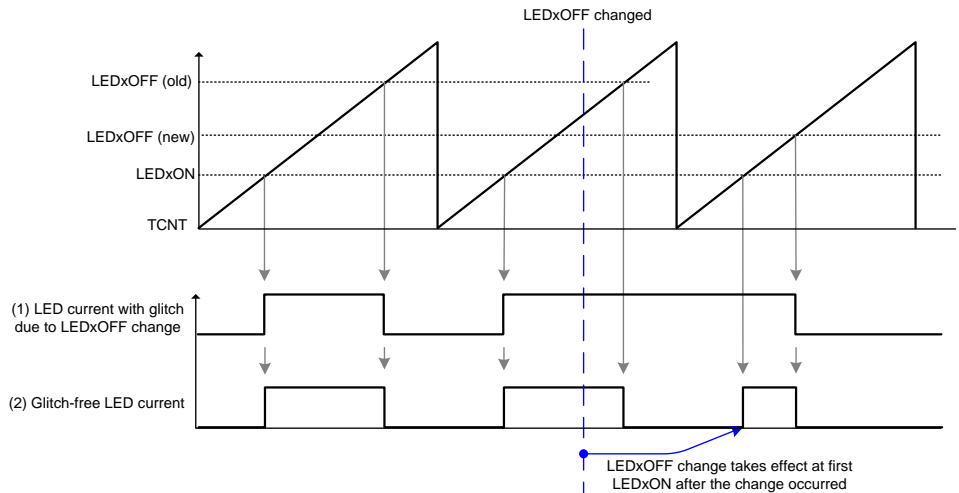 LEDxOFF changed
LEDxOFF (old)
LEDxOFF (new)
LEDxON
TCNT
(1) LED current with glitch
due to LEDxOFF change
(2) Glitch-free LED current
LEDxOFF change takes effect at first
LEDxON after the change occurred